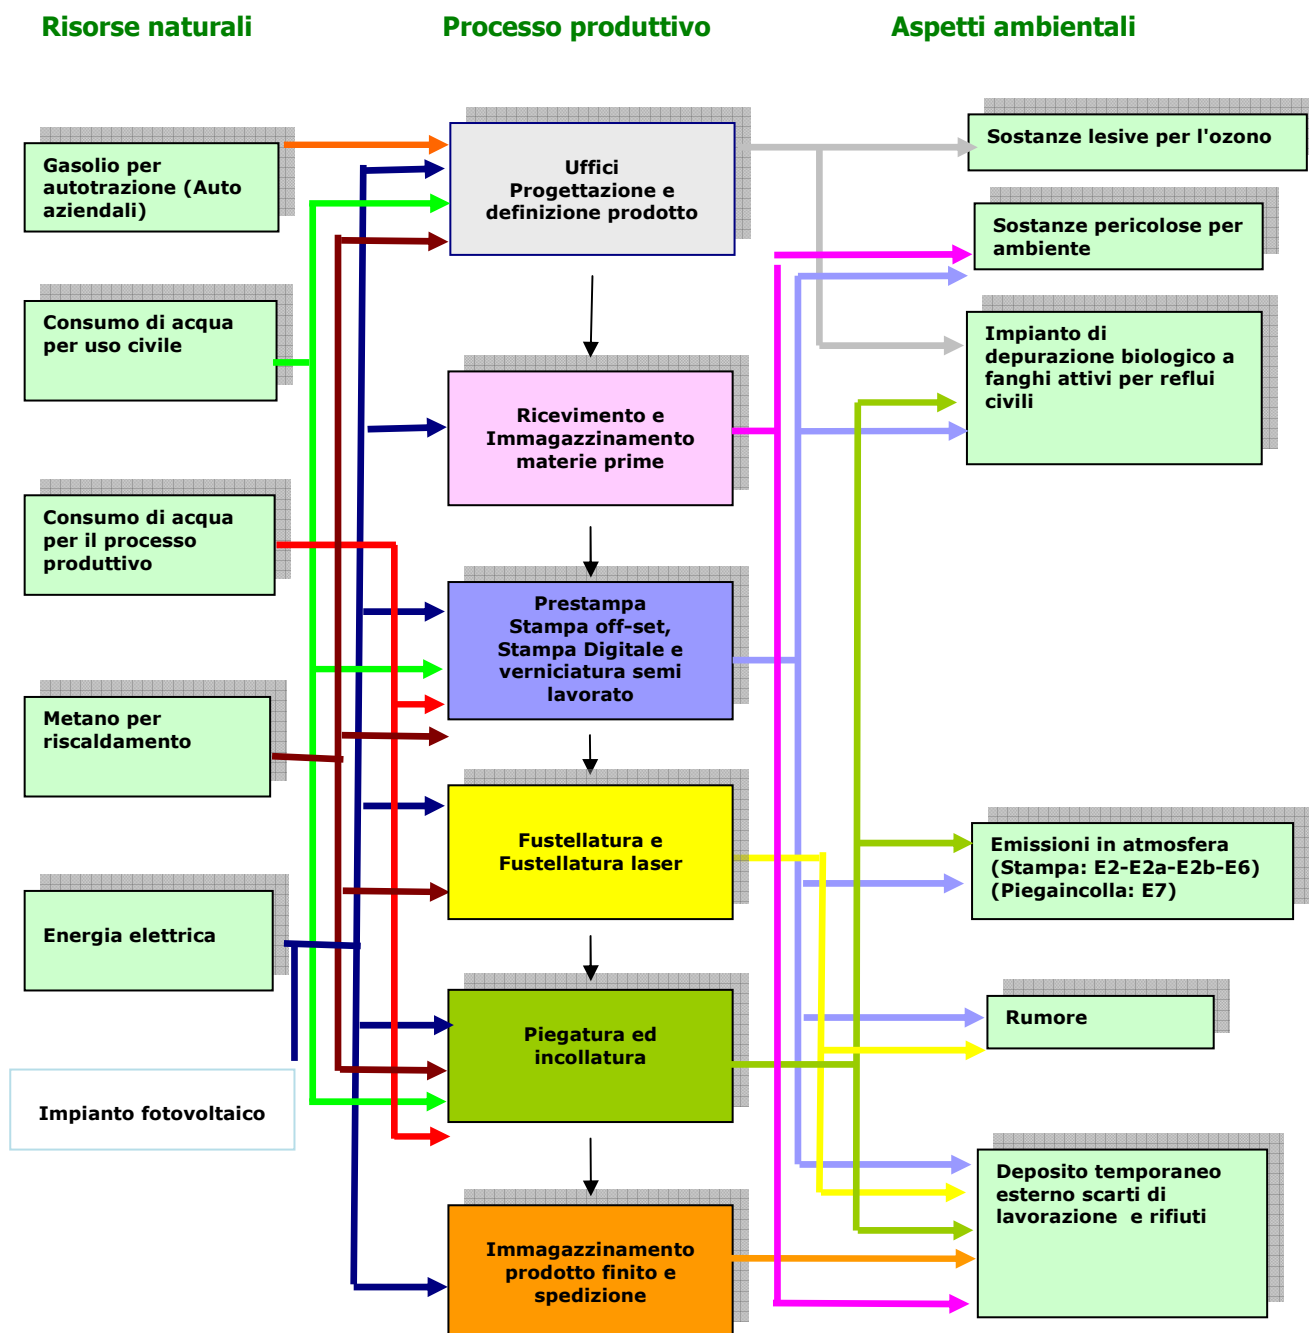 Risorse naturali
Processo produttivo
Aspetti ambientali
Gasolio per
autotrazione (Auto
aziendali)
Consumo di acqua
per uso civile
Consumo di acqua
per il processo
produttivo
Metano per
riscaldamento
Energia elettrica
Impianto fotovoltaico
Uffici
Progettazione e
definizione prodotto
Ricevimento e
Immagazzinamento
materie prime
Prestampa
Stampa off-set,
Stampa Digitale e
verniciatura semi
lavorato
Fustellatura e
Fustellatura laser
Piegatura ed
incollatura
Immagazzinamento
prodotto finito e
spedizione
Sostanze lesive per l'ozono
Sostanze pericolose per
ambiente
Impianto di
depurazione biologico a
fanghi attivi per reflui
civili
Emissioni in atmosfera
(Stampa: E2-E2a-E2b-E6)
(Piegaincolla: E7)
Rumore
Deposito temporaneo
esterno scarti di
lavorazione  e rifiuti